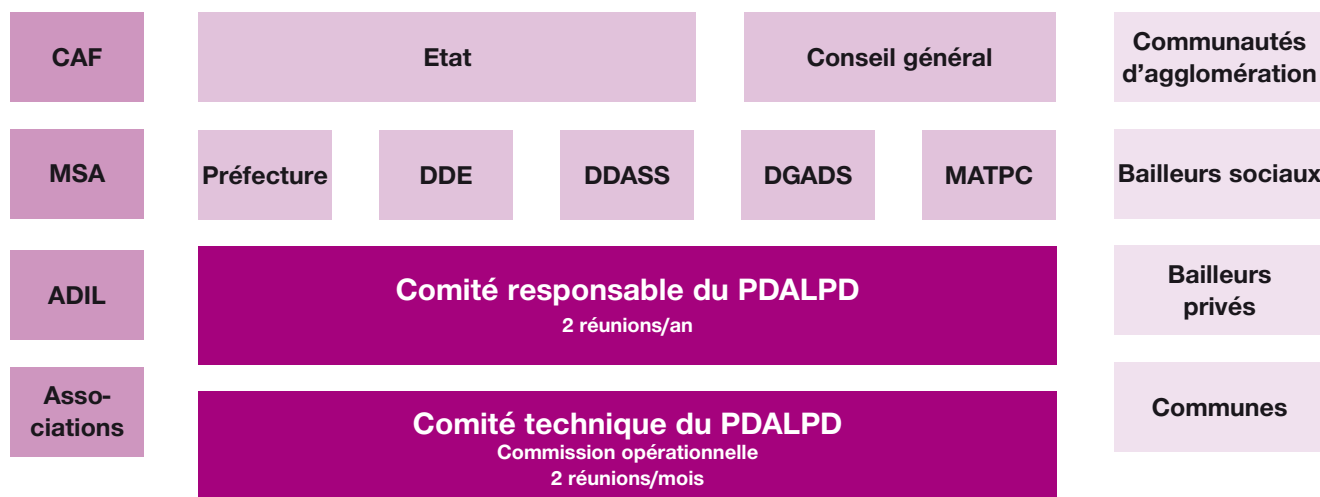 CAF
Etat
Conseil général
Communautés
d’agglomération
MSA
Préfecture
DDE
DDASS
DGADS
MATPC
Bailleurs sociaux
ADIL
Comité responsable du PDALPD
2 réunions/an
Bailleurs
privés
Asso-
ciations
Comité technique du PDALPD
Commission opérationnelle
2 réunions/mois
Communes